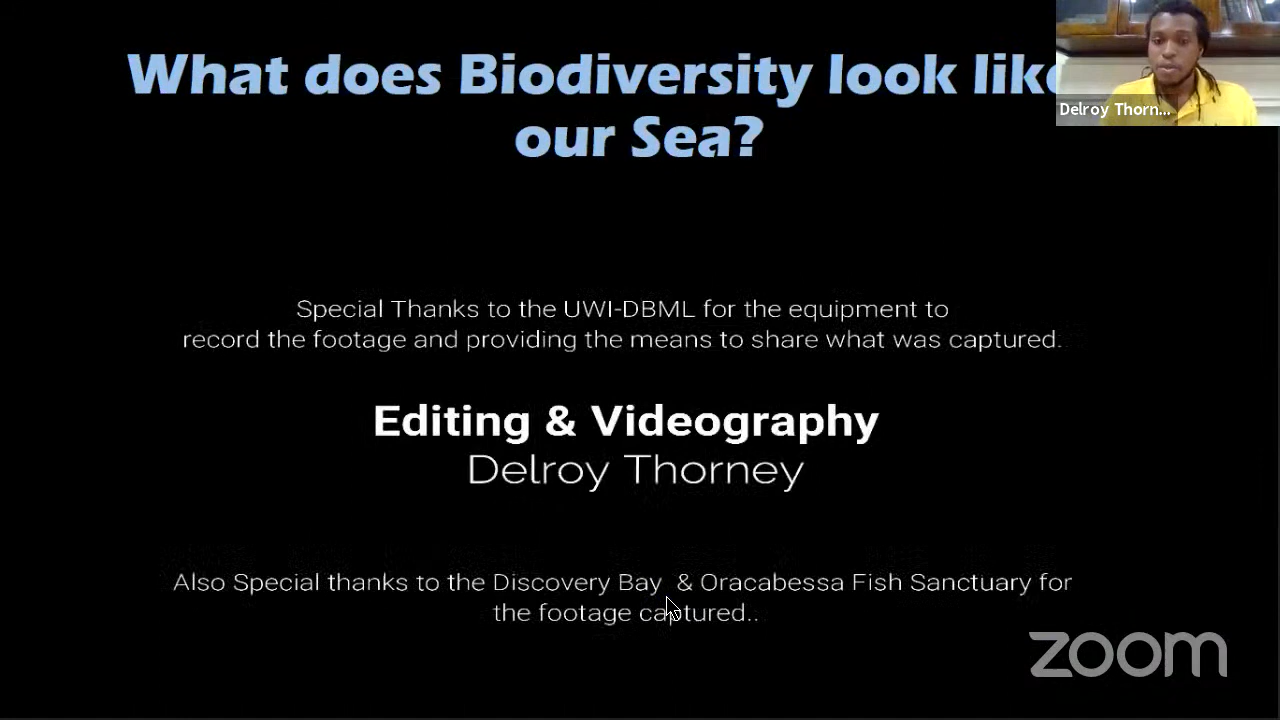 What does Biodiversity look like
our Sea?
Delroy Thorn...
Special Thanks to the UWI-DBML for the equipment to
record the footage and providing the means to share what was captured.
Editing & Videography
Delroy Thorney
Also Special thanks to the Discovery Bay & Oracabessa Fish Sanctuary for
the footage captured..
zoom